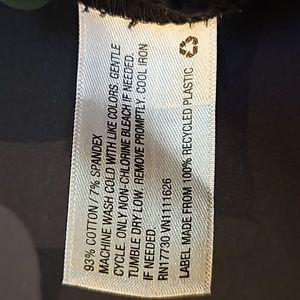 93% COTTON / 7% SPANDEX
MACHINE WASH COLD WITH LIKE COLORS. GENTLE
CYCLE. ONLY NON-CHLORINE BLEACH IF NEEDED.
TUMBLE DRY LOW. REMOVE PROMPTLY. COOL IRON
IF NEEDED.
RN17730 VN1111626
LABEL MADE FROM 100% RECYCLED PLASTIC